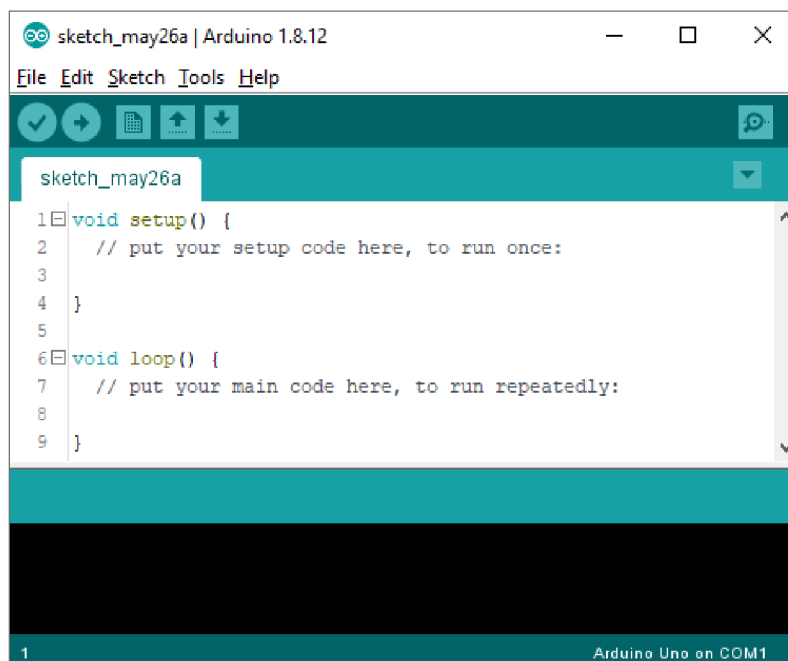 sketch_may26a | Arduino 1.8.12
File Edit Sketch Tools Help
sketch_may26a
1 void setup() {
2   // put your setup code here, to run once:
3
4 }
5
6 void loop() {
7   // put your main code here, to run repeatedly:
8
9 }
1 Arduino Uno on COM1